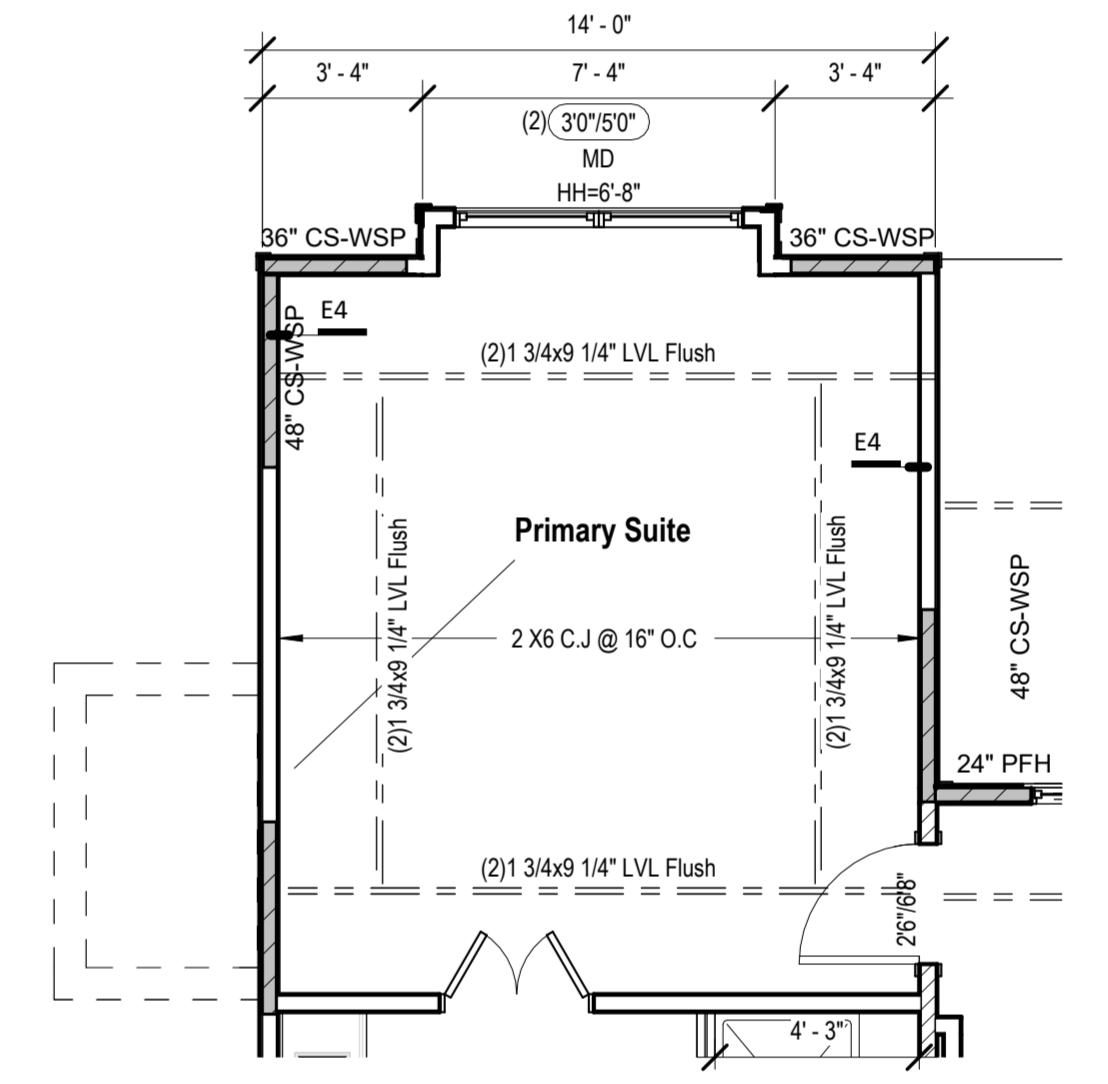 14' - 0"
3' - 4"
7' - 4"
3' - 4"
(2) 3'0"/5'0"
MD
HH=6'-8"
36" CS-WSP
36" CS-WSP
48" CS-WSP
E4
(2)1 3/4x9 1/4" LVL Flush
E4
Primary Suite
(2)1 3/4x9 1/4" LVL Flush
(2)1 3/4x9 1/4" LVL Flush
2 X6 C.J @ 16" O.C
48" CS-WSP
24" PFH
(2)1 3/4x9 1/4" LVL Flush
2'6"/6'8"
4' - 3"